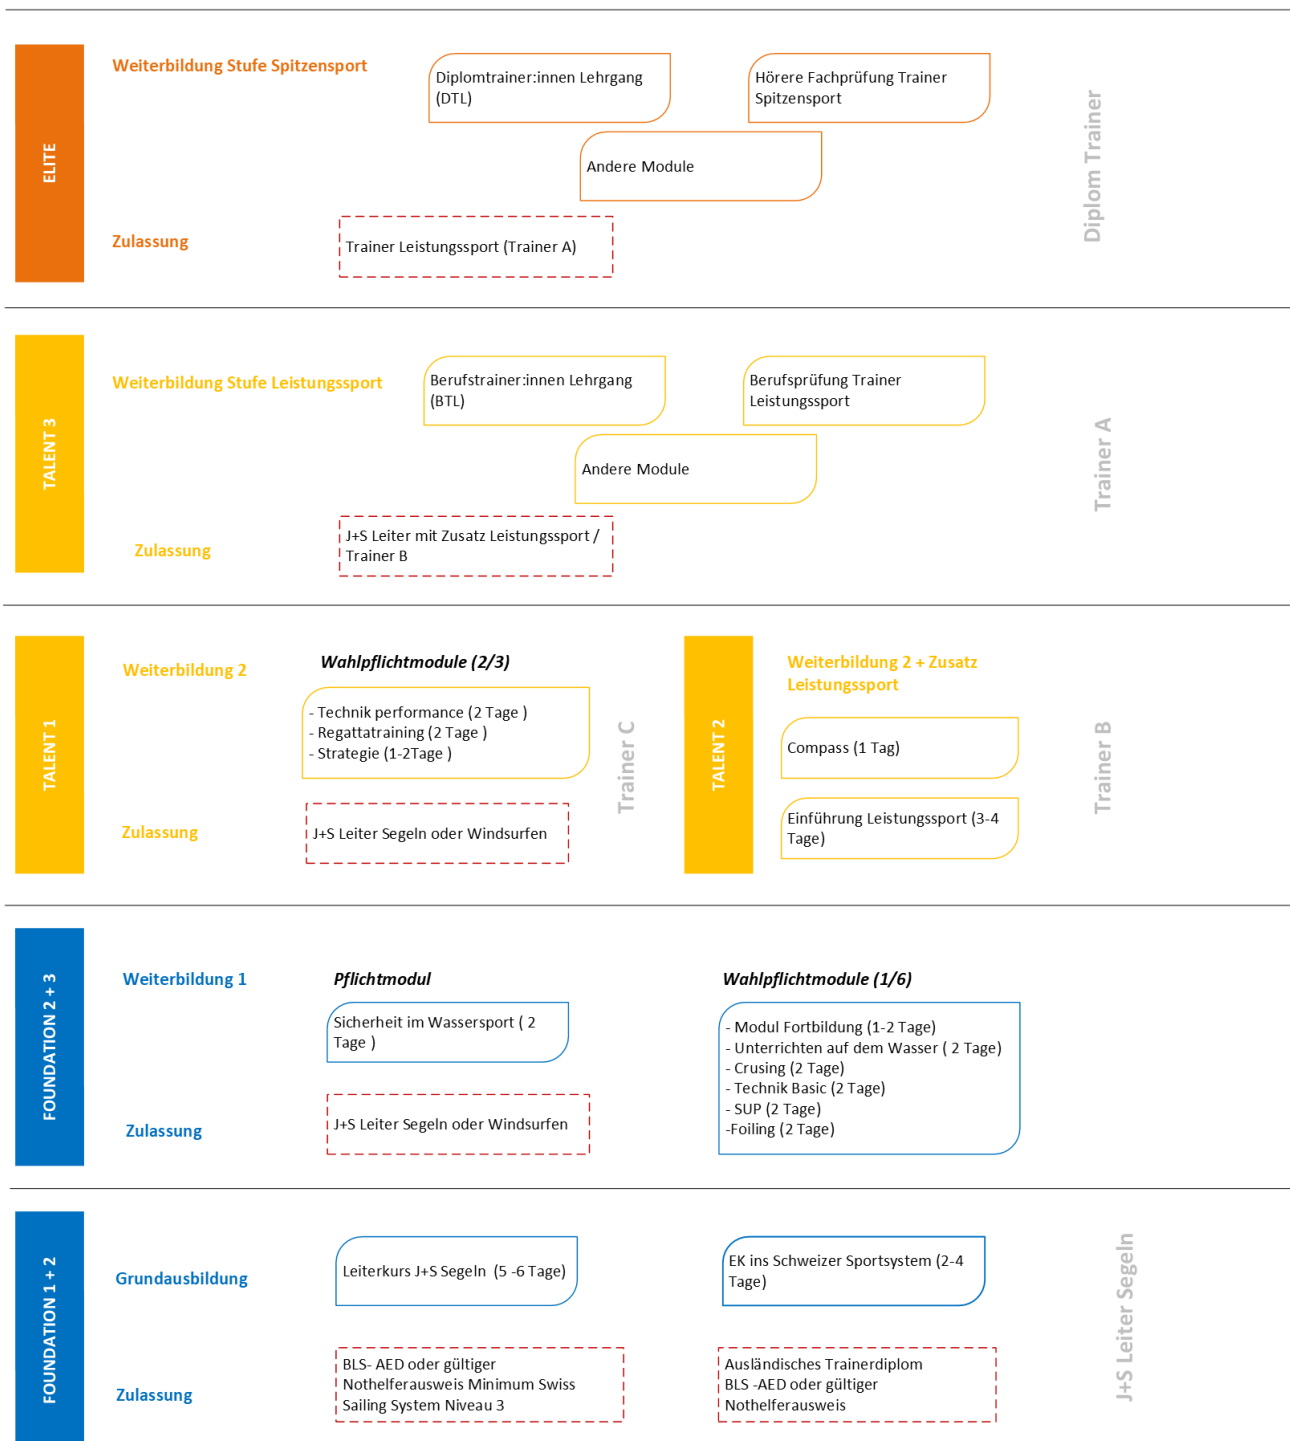 ELITE
Weiterbildung Stufe Spitzensport
Diplomtrainer:innen Lehrgang
(DTL)
Hörere Fachprüfung Trainer
Spitzensport
Andere Module
Zulassung
Trainer Leistungssport (Trainer A)
Diplom Trainer
TALENT 3
Weiterbildung Stufe Leistungssport
Berufstrainer:innen Lehrgang
(BTL)
Berufsprüfung Trainer
Leistungssport
Andere Module
Zulassung
J+S Leiter mit Zusatz Leistungssport /
Trainer B
Trainer A
TALENT 1
Weiterbildung 2
Wahlpflichtmodule (2/3)
- Technik performance (2 Tage )
- Regattatraining (2 Tage )
- Strategie (1-2Tage )
Zulassung
J+S Leiter Segeln oder Windsurfen
Trainer C
TALENT 2
Weiterbildung 2 + Zusatz
Leistungssport
Compass (1 Tag)
Einführung Leistungssport (3-4
Tage)
Trainer B
FOUNDATION 2 + 3
Weiterbildung 1
Pflichtmodul
Sicherheit im Wassersport ( 2
Tage )
Zulassung
J+S Leiter Segeln oder Windsurfen
Wahlpflichtmodule (1/6)
- Modul Fortbildung (1-2 Tage)
- Unterrichten auf dem Wasser ( 2 Tage)
- Crusing (2 Tage)
- Technik Basic (2 Tage)
- SUP (2 Tage)
-Foiling (2 Tage)
FOUNDATION 1 + 2
Grundausbildung
Leiterkurs J+S Segeln (5 -6 Tage)
EK ins Schweizer Sportsystem (2-4
Tage)
Zulassung
BLS- AED oder gültiger
Nothelferausweis Minimum Swiss
Sailing System Niveau 3
Ausländisches Trainerdiplom
BLS -AED oder gültiger
Nothelferausweis
J+S Leiter Segeln